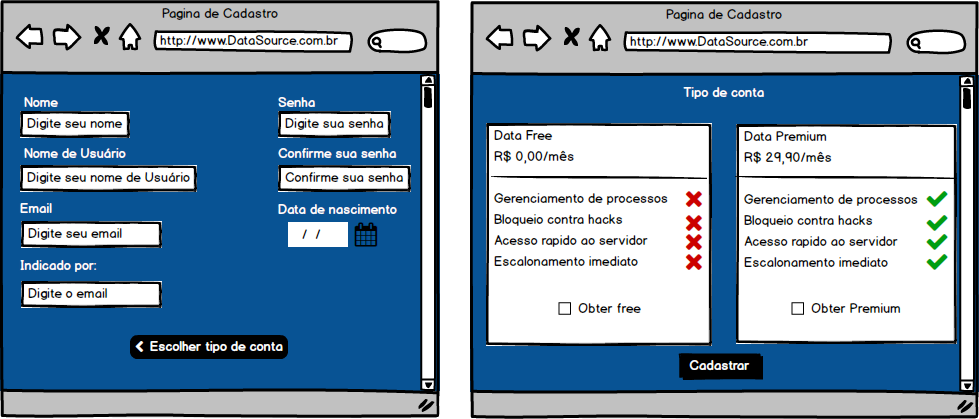 Pagina de Cadastro
http://www.DataSource.com.br
Nome
Digite seu nome
Nome de Usuário
Digite seu nome de Usuário
Email
Digite seu email
Indicado por:
Digite o email
Senha
Digite sua senha
Confirme sua senha
Confirme sua senha
Data de nascimento
/ /
Escolher tipo de conta
Pagina de Cadastro
http://www.DataSource.com.br
Tipo de conta
Data Free
R$ 0,00/mês
Gerenciamento de processos
Bloqueio contra hacks
Acesso rapido ao servidor
Escalonamento imediato
Obter free
Data Premium
R$ 29,90/mês
Gerenciamento de processos
Bloqueio contra hacks
Acesso rapido ao servidor
Escalonamento imediato
Obter Premium
Cadastrar